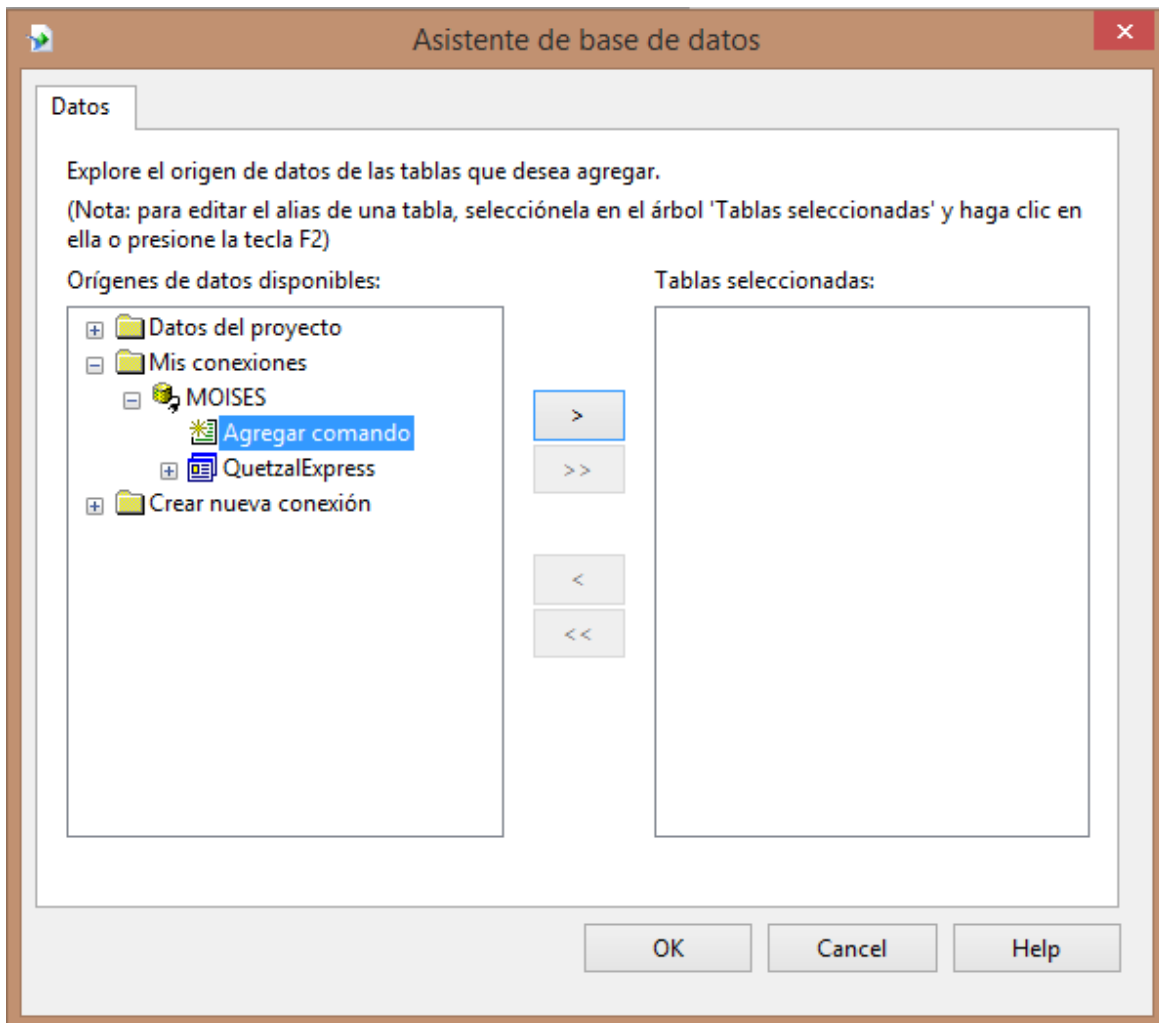 Asistente de base de datos
Datos
Explore el origen de datos de las tablas que desea agregar.
(Nota: para editar el alias de una tabla, selecciónela en el árbol 'Tablas seleccionadas' y haga clic en
ella o presione la tecla F2)
Orígenes de datos disponibles:
Tablas seleccionadas:
Datos del proyecto
Mis conexiones
MOISES
Agregar comando
QuetzalExpress
Crear nueva conexión
>
>>
<
<<
OK
Cancel
Help